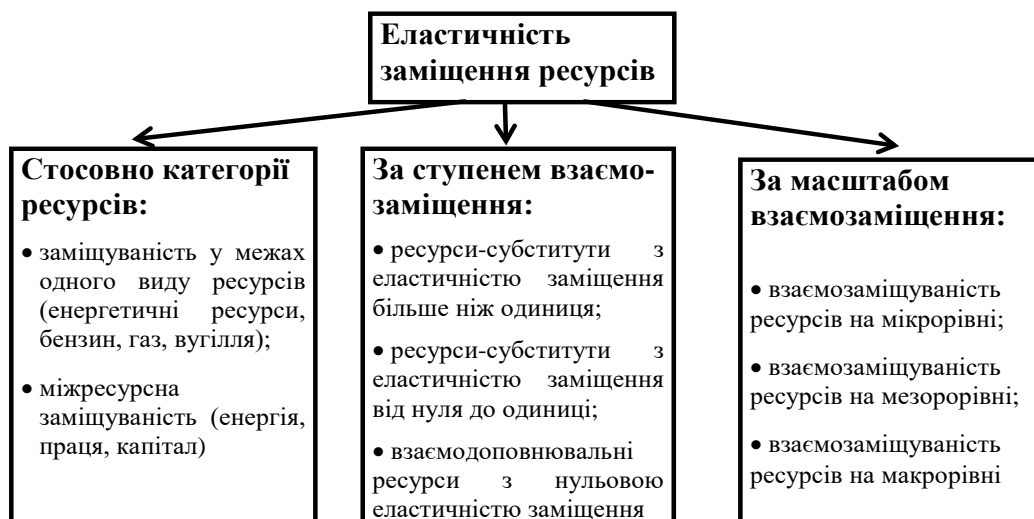 Еластичність
заміщення ресурсів
Стосовно категорії
ресурсів:
• заміщуваність у межах
одного виду ресурсів
(енергетичні ресурси,
бензин, газ, вугілля);
• міжресурсна
заміщуваність (енергія,
праця, капітал)
За ступенем взаємо-
заміщення:
• ресурси-субститути з
еластичністю заміщення
більше ніж одиниця;
• ресурси-субститути з
еластичністю заміщення
від нуля до одиниці;
• взаємодоповнювальні
ресурси з нульовою
еластичністю заміщення
За масштабом
взаємозаміщення:
• взаємозаміщуваність
ресурсів на мікрорівні;
• взаємозаміщуваність
ресурсів на мезорорівні;
• взаємозаміщуваність
ресурсів на макрорівні